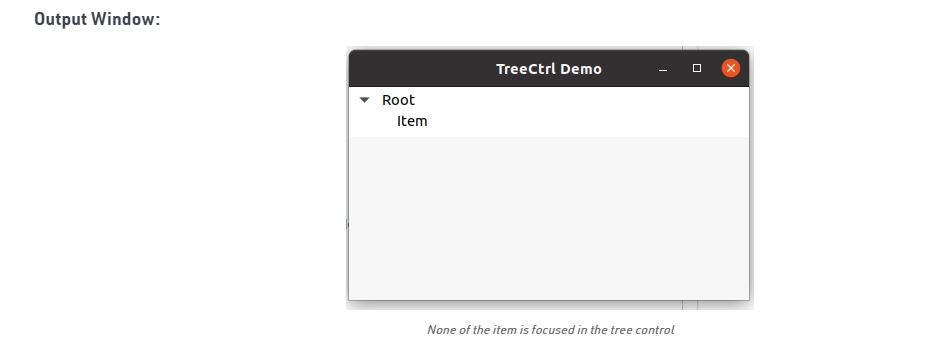 Output Window:
TreeCtrl Demo
Root
Item
None of the item is focused in the tree control